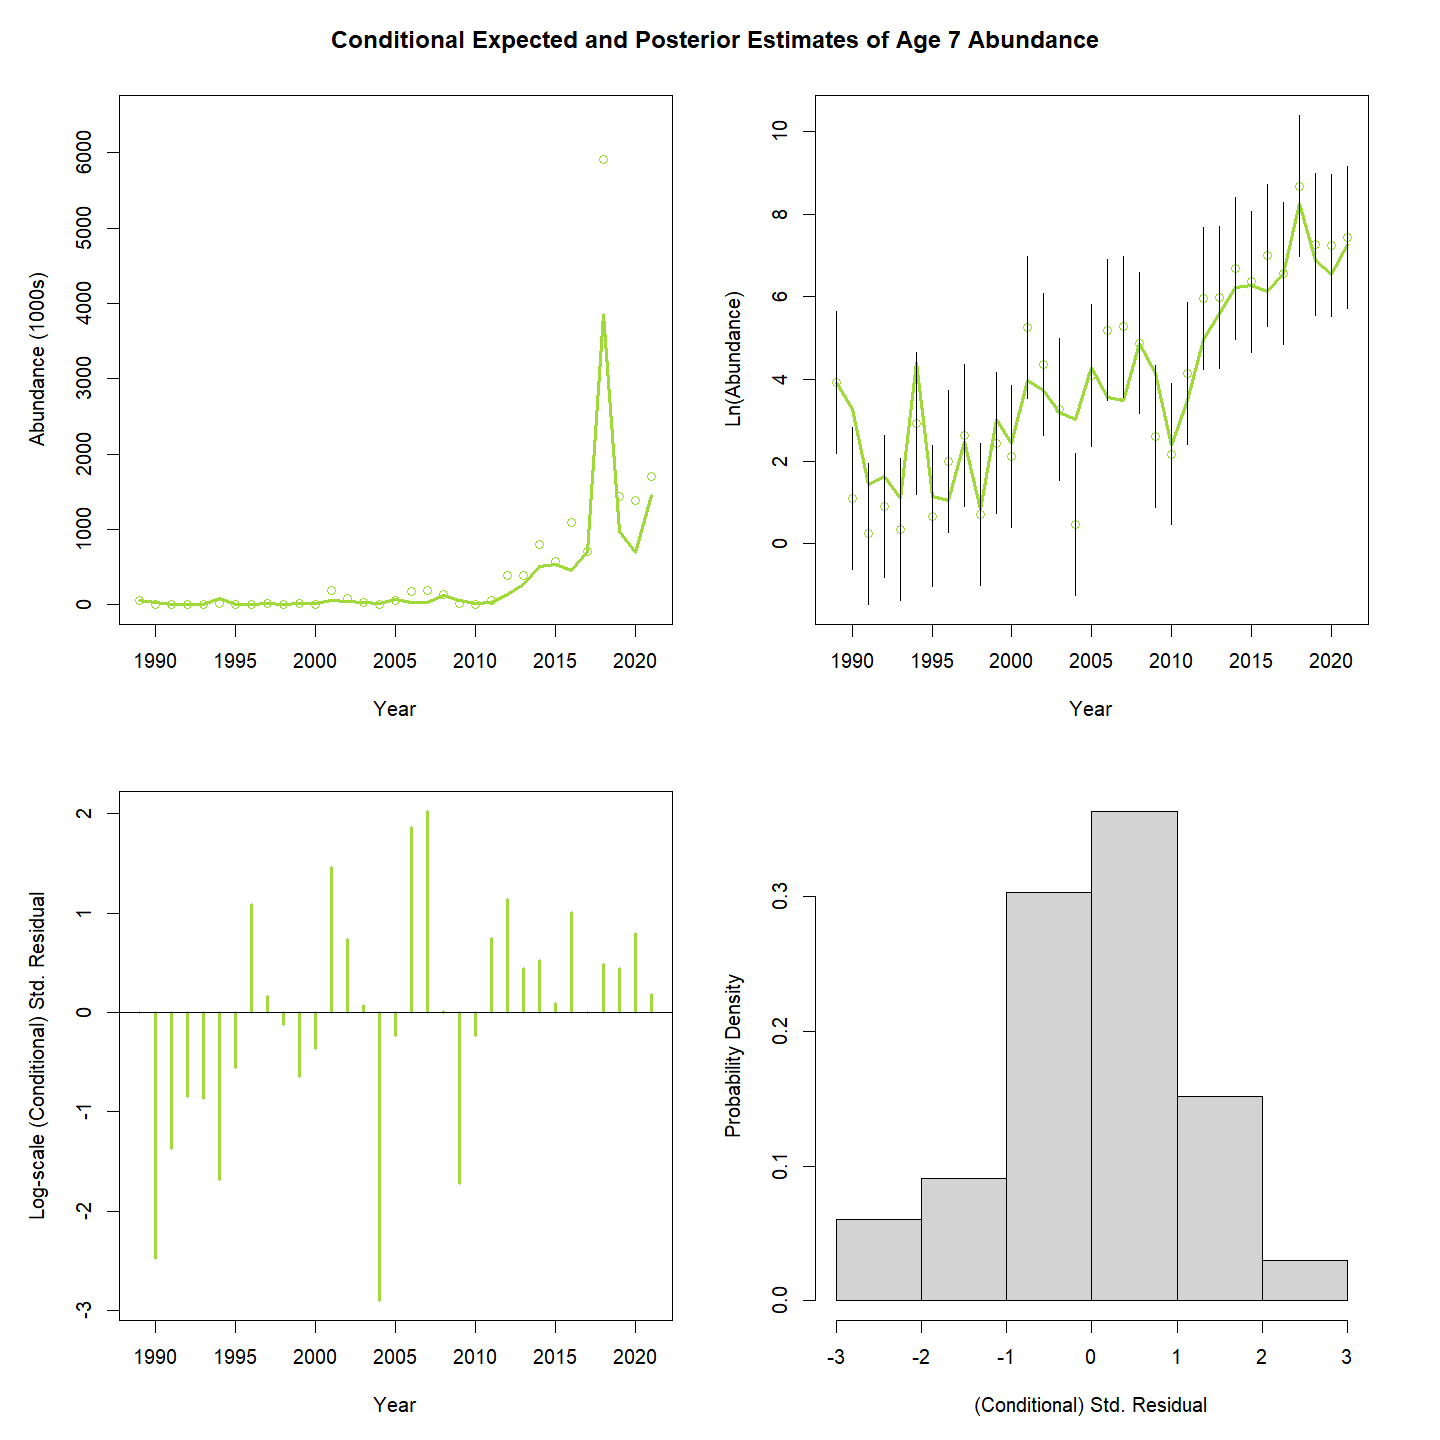 Conditional Expected and Posterior Estimates of Age 7 Abundance
Abundance (1000s)
6000
5000
4000
3000
2000
1000
0
1990 1995 2000 2005 2010 2015 2020
Year
Ln(Abundance)
10
8
6
4
2
0
1990 1995 2000 2005 2010 2015 2020
Year
Log-scale (Conditional) Std. Residual
2
1
0
-1
-2
-3
1990 1995 2000 2005 2010 2015 2020
Year
Probability Density
0.3
0.2
0.1
0.0
-3 -2 -1 0 1 2 3
(Conditional) Std. Residual